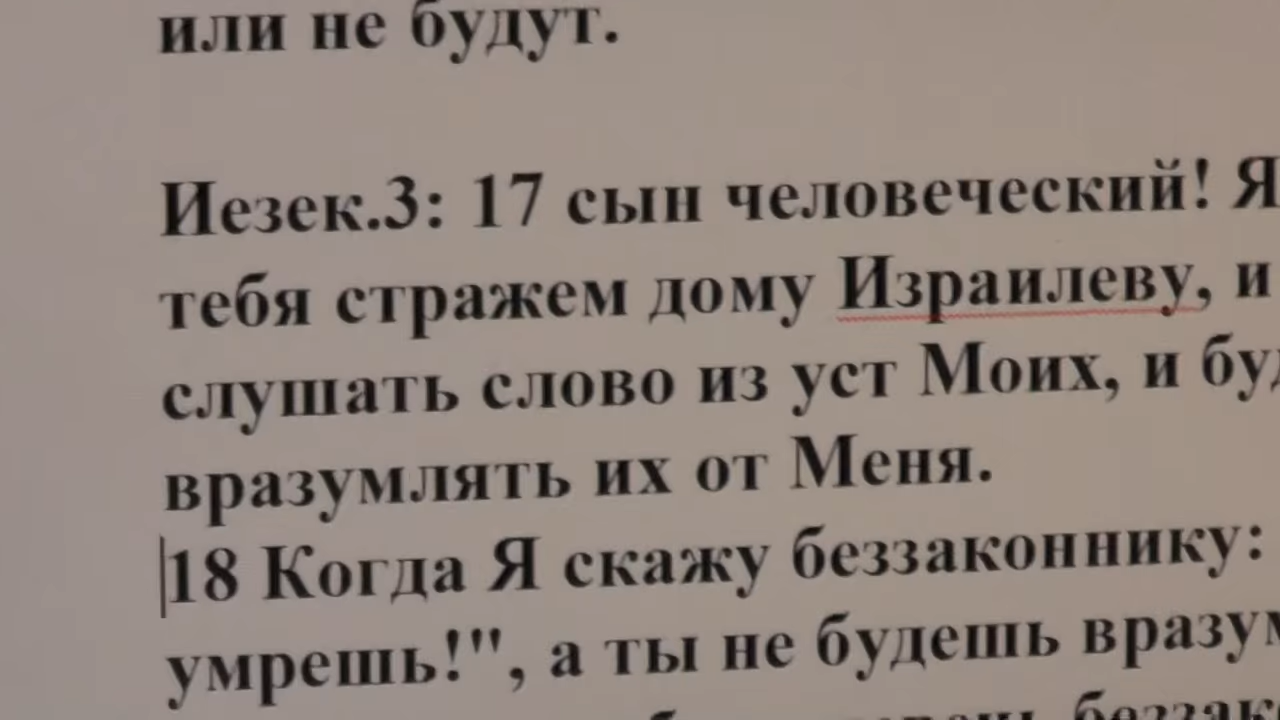 или не будут.
Иезек.3: 17 сын человеческий! Я
тебя стражем дому Израилеву, и
слушать слово из уст Моих, и
вразумлять их от Меня.
18 Когда Я скажу беззаконнику:
умрешь!'", а ты не будешь